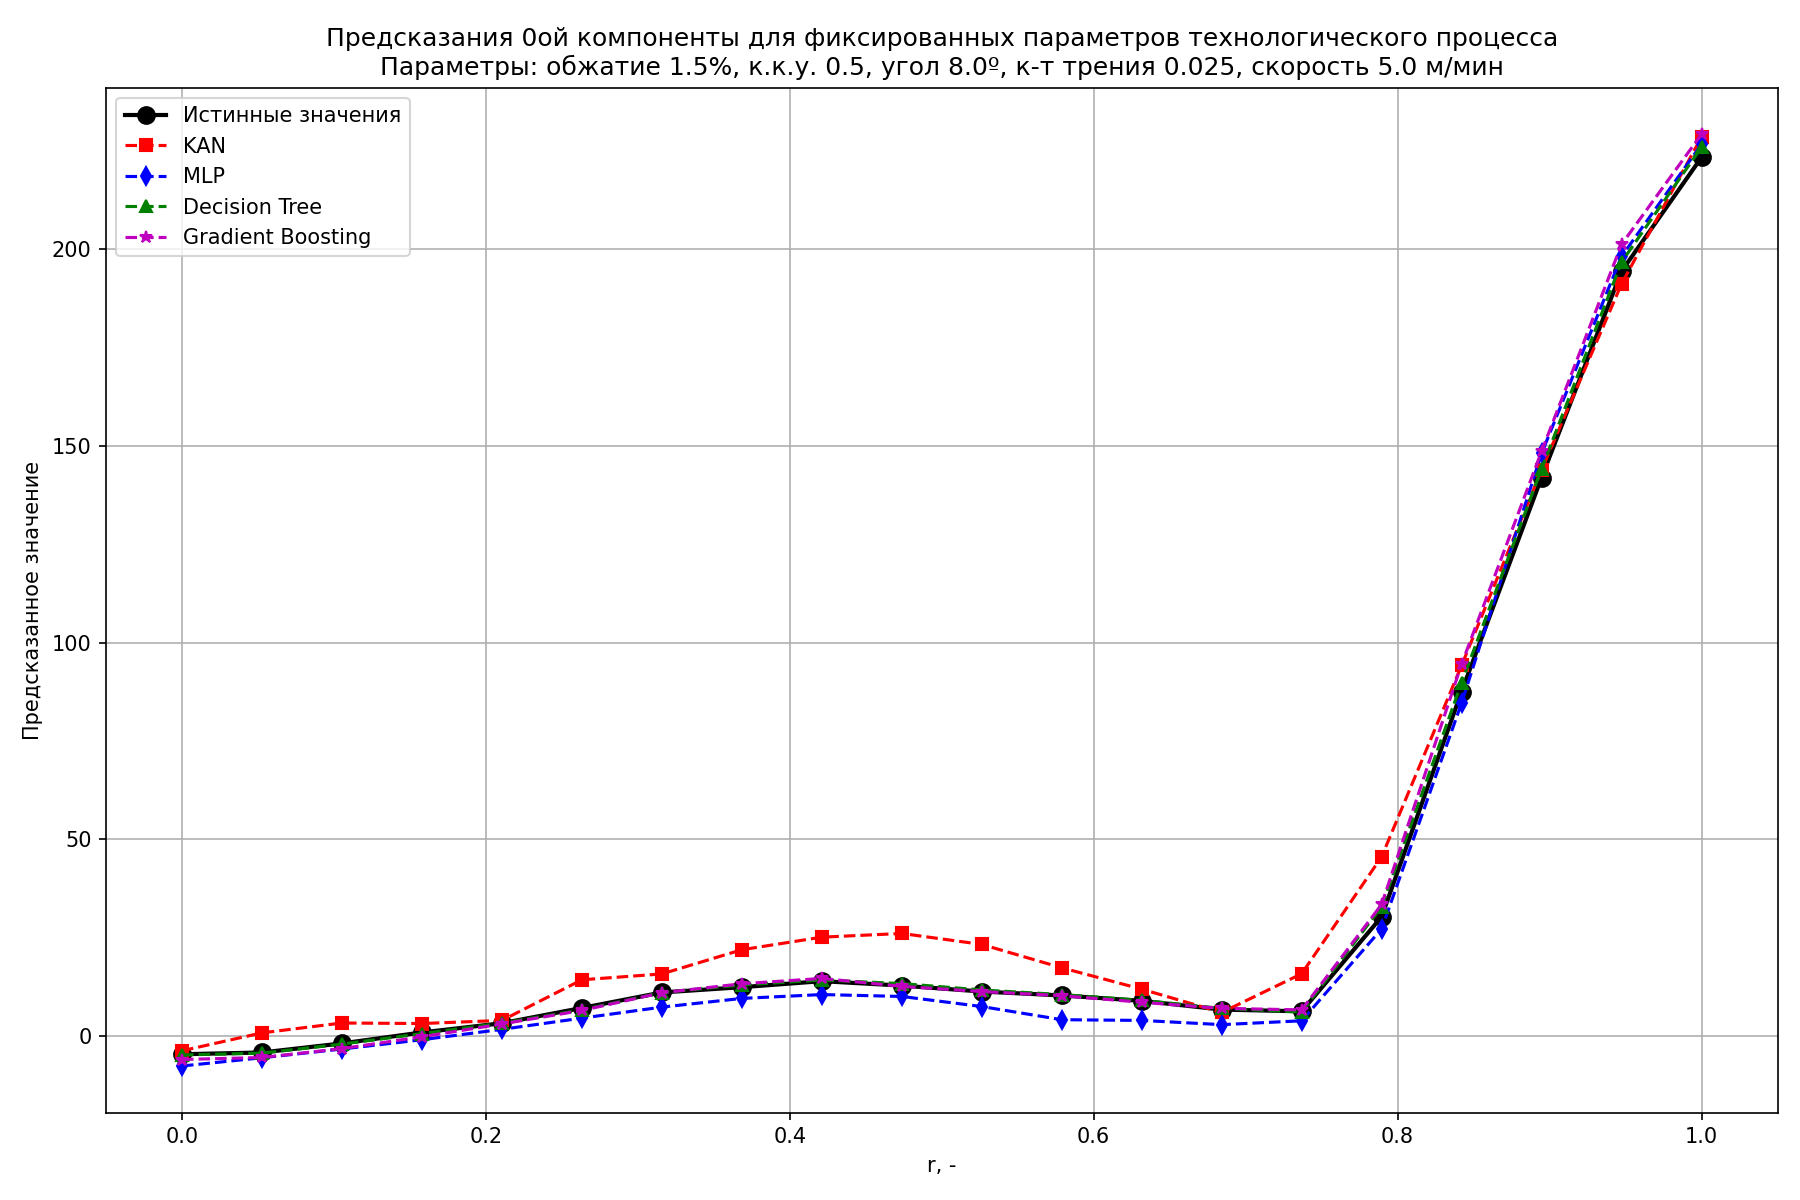 Предсказания 0ой компоненты для фиксированных параметров технологического процесса
Параметры: обжатие 1.5%, к.к.у. 0.5, угол 8.0º, к-т трения 0.025, скорость 5.0 м/мин
Истинные значения
KAN
MLP
Decision Tree
Gradient Boosting
Предсказанное значение
200
150
100
50
0
0.0
0.2
0.4
0.6
0.8
1.0
r, -